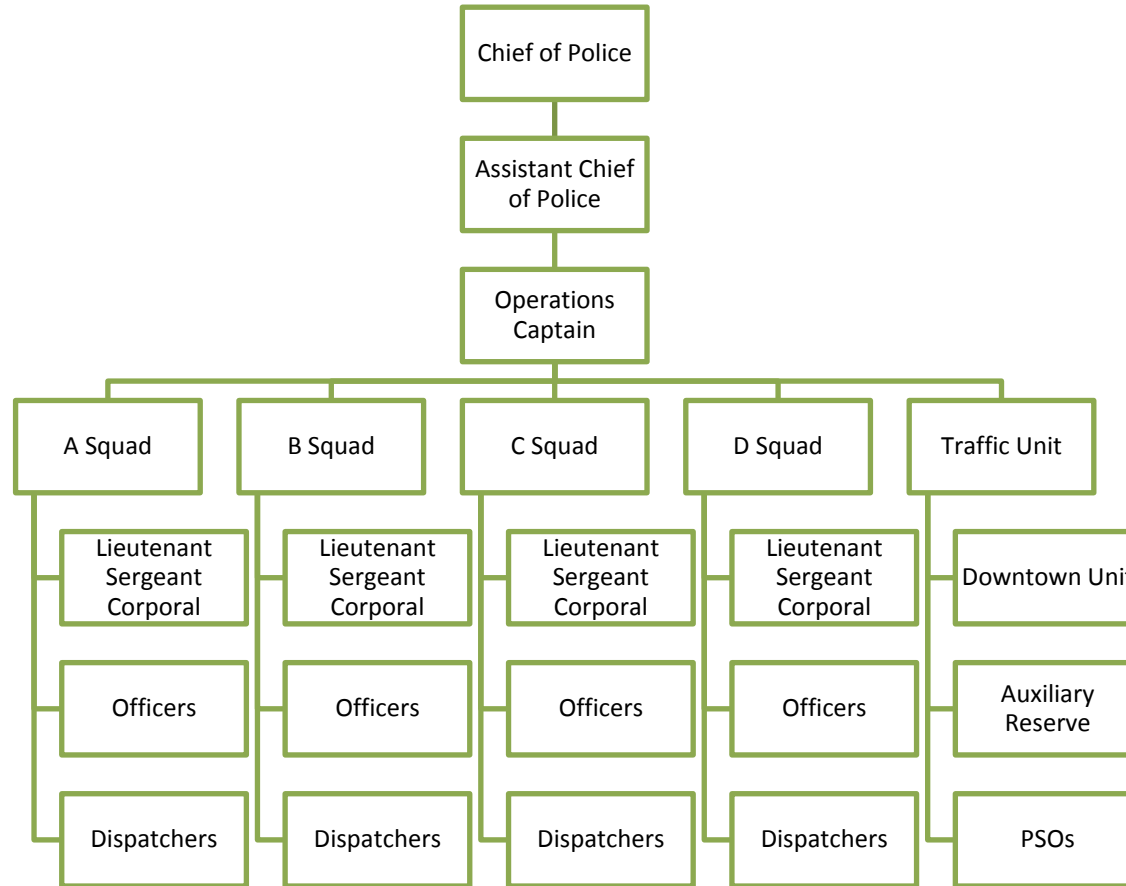 Chief of Police
Assistant Chief
of Police
Operations
Captain
A Squad
B Squad
C Squad
D Squad
Traffic Unit
Lieutenant
Sergeant
Corporal
Lieutenant
Sergeant
Corporal
Lieutenant
Sergeant
Corporal
Lieutenant
Sergeant
Corporal
Downtown Unit
Officers
Officers
Officers
Officers
Auxiliary
Reserve
Dispatchers
Dispatchers
Dispatchers
Dispatchers
PSOs